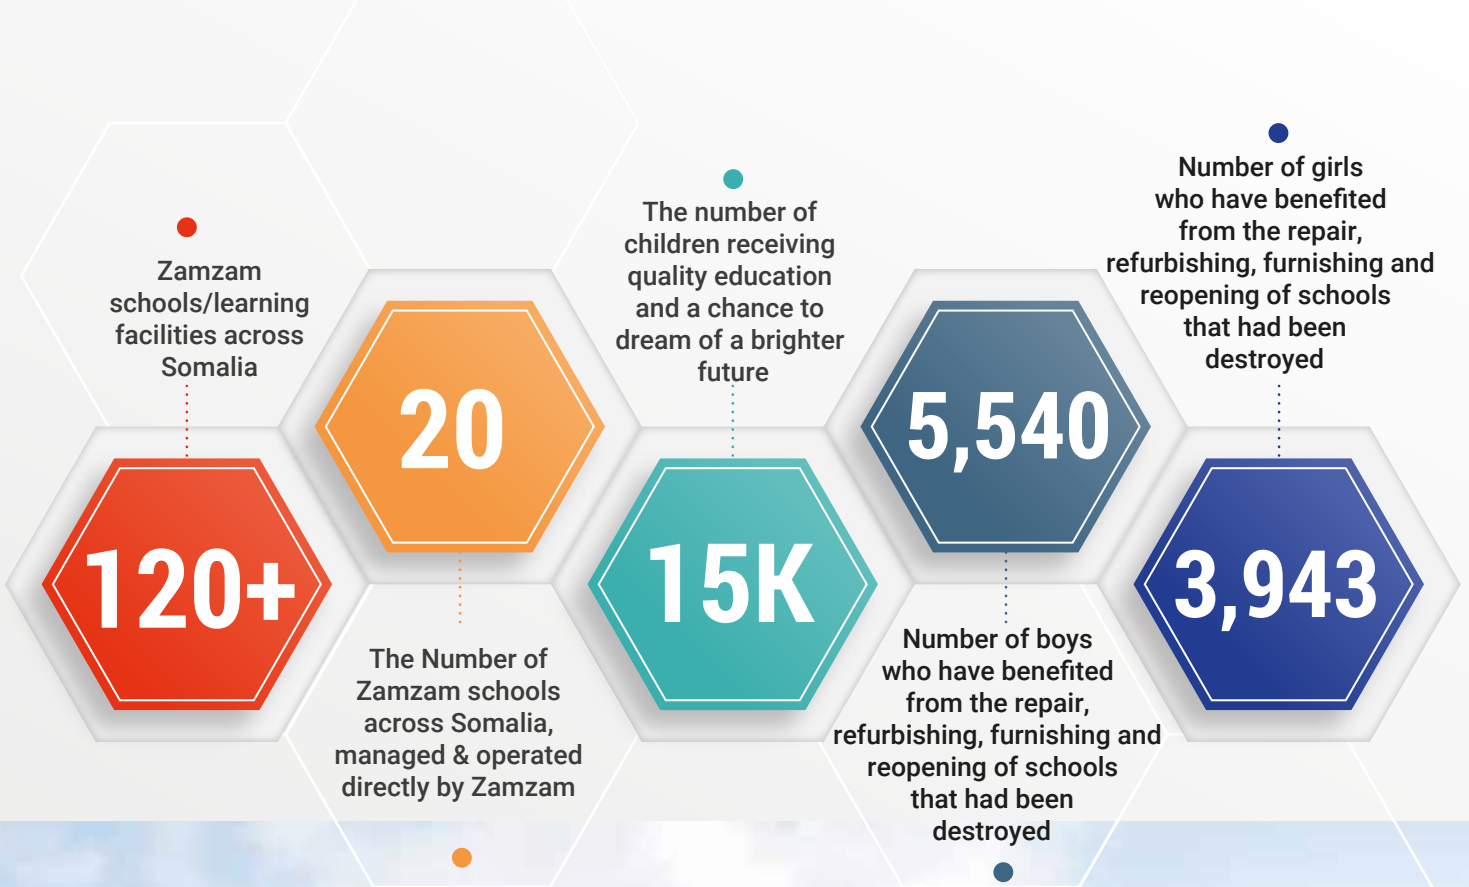 Zamzam
schools/learning
facilities across
Somalia
120+
20
The Number of
Zamzam schools
across Somalia,
managed & operated
directly by Zamzam
The number of
children receiving
quality education
and a chance to
dream of a brighter
future
15K
5,540
Number of boys
who have benefited
from the repair,
refurbishing, furnishing and
reopening of schools
that had been
destroyed
Number of girls
who have benefited
from the repair,
refurbishing, furnishing and
reopening of schools
that had been
destroyed
3,943